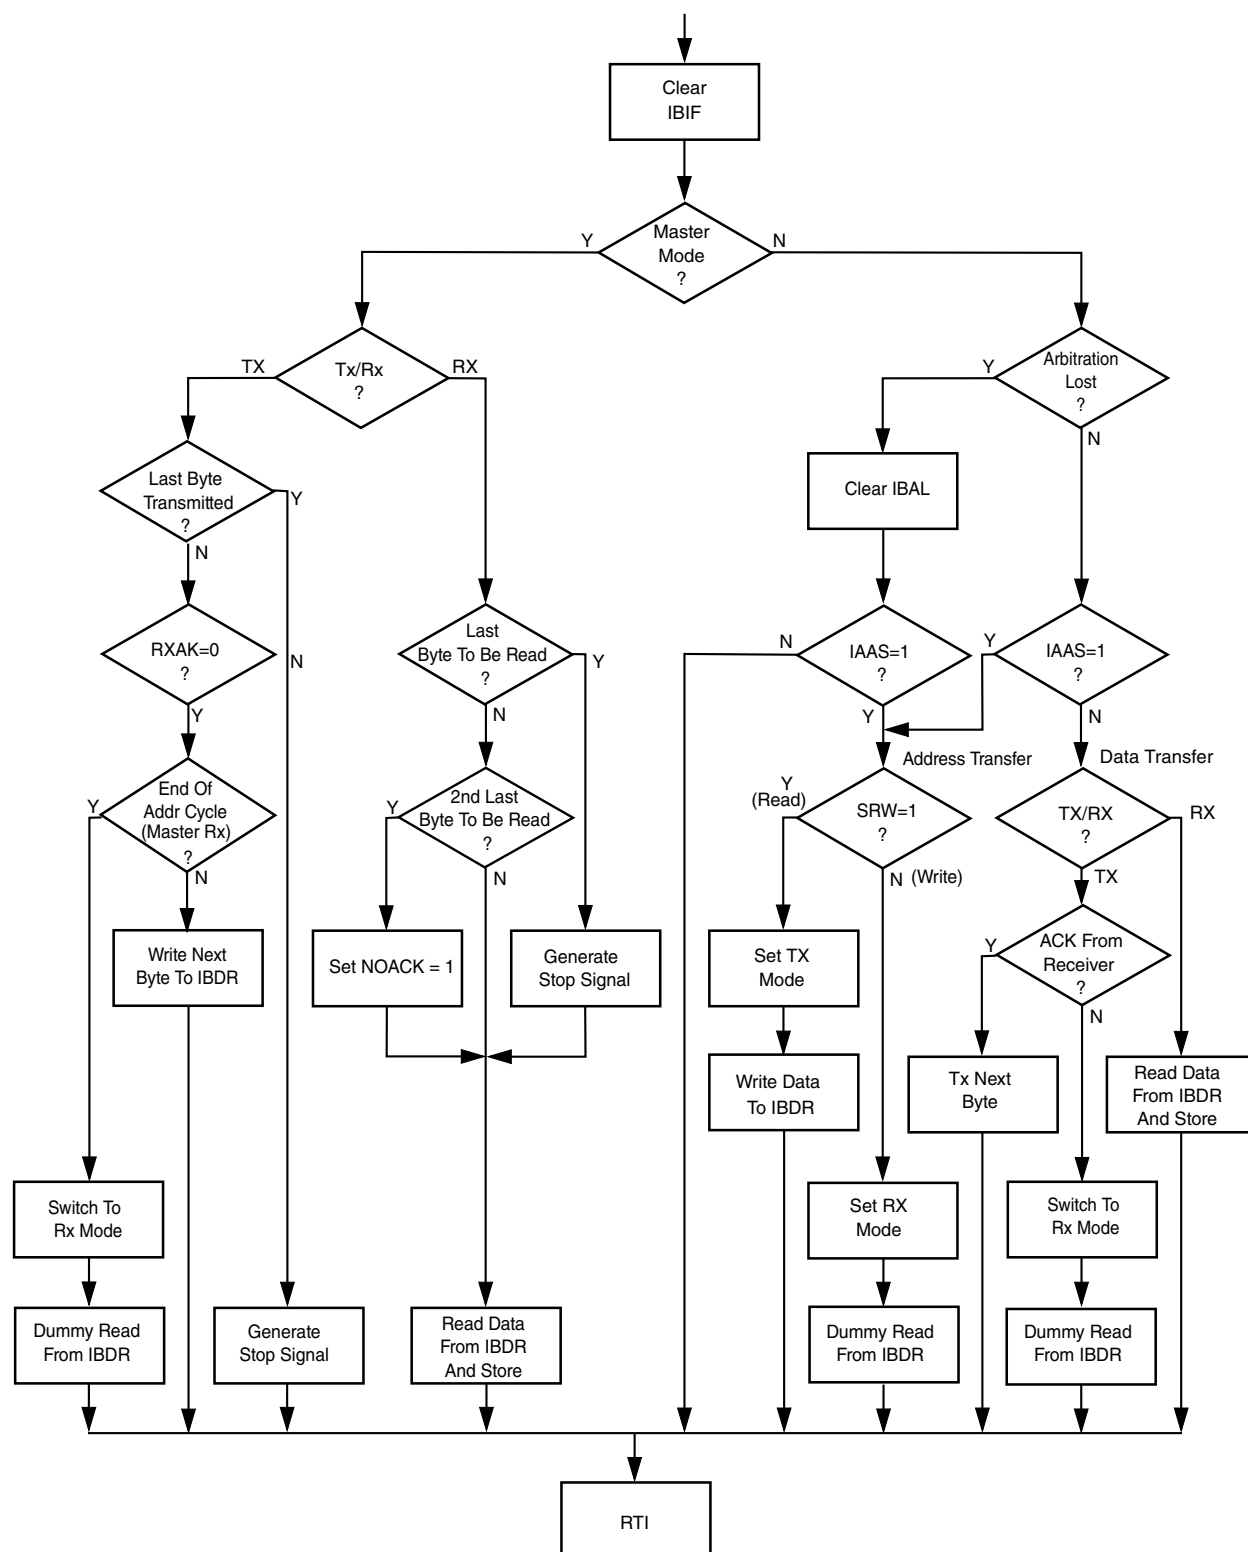 Clear
IBIF
Master
Mode
?
Y
N
Tx/Rx
?
TX
RX
Arbitration
Lost
?
Y
N
Last Byte
Transmitted
?
Y
N
Clear IBAL
RXAK=0
?
N
Y
Last
Byte To Be Read
?
Y
N
IAAS=1
?
N
Y
IAAS=1
?
Y
N
Address Transfer
Data Transfer
End Of
Addr Cycle
(Master Rx)
?
Y
N
2nd Last
Byte To Be Read
?
Y
N
Y
(Read)
SRW=1
?
N (Write)
TX/RX
?
RX
TX
Write Next
Byte To IBDR
Set NOACK = 1
Generate
Stop Signal
Set TX
Mode
ACK From
Receiver
?
Y
N
Write Data
To IBDR
Tx Next
Byte
Read Data
From IBDR
And Store
Switch To
Rx Mode
Set RX
Mode
Switch To
Rx Mode
Dummy Read
From IBDR
Generate
Stop Signal
Read Data
From IBDR
And Store
Dummy Read
From IBDR
Dummy Read
From IBDR
RTI